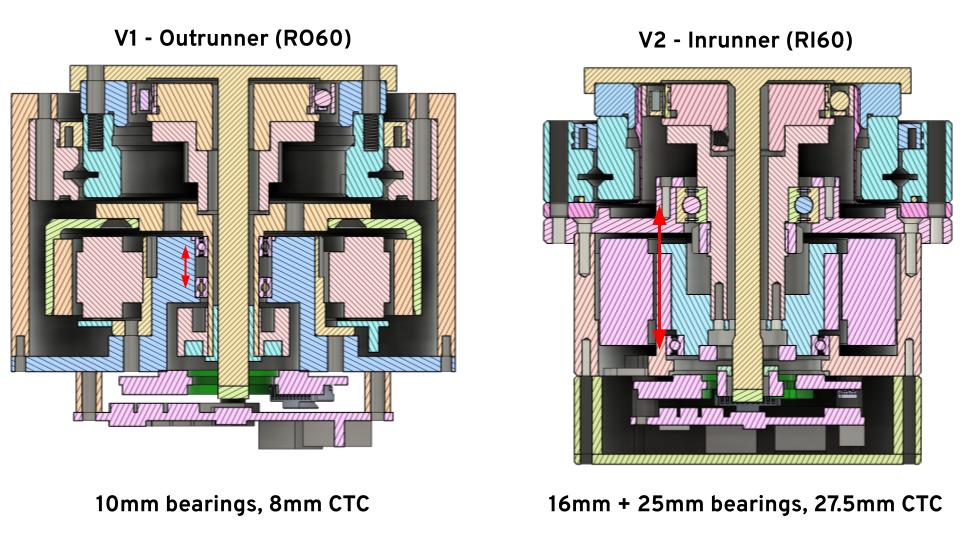 V1 - Outrunner (RO60)
V2 - Inrunner (RI60)
10mm bearings, 8mm CTC
16mm + 25mm bearings, 27.5mm CTC